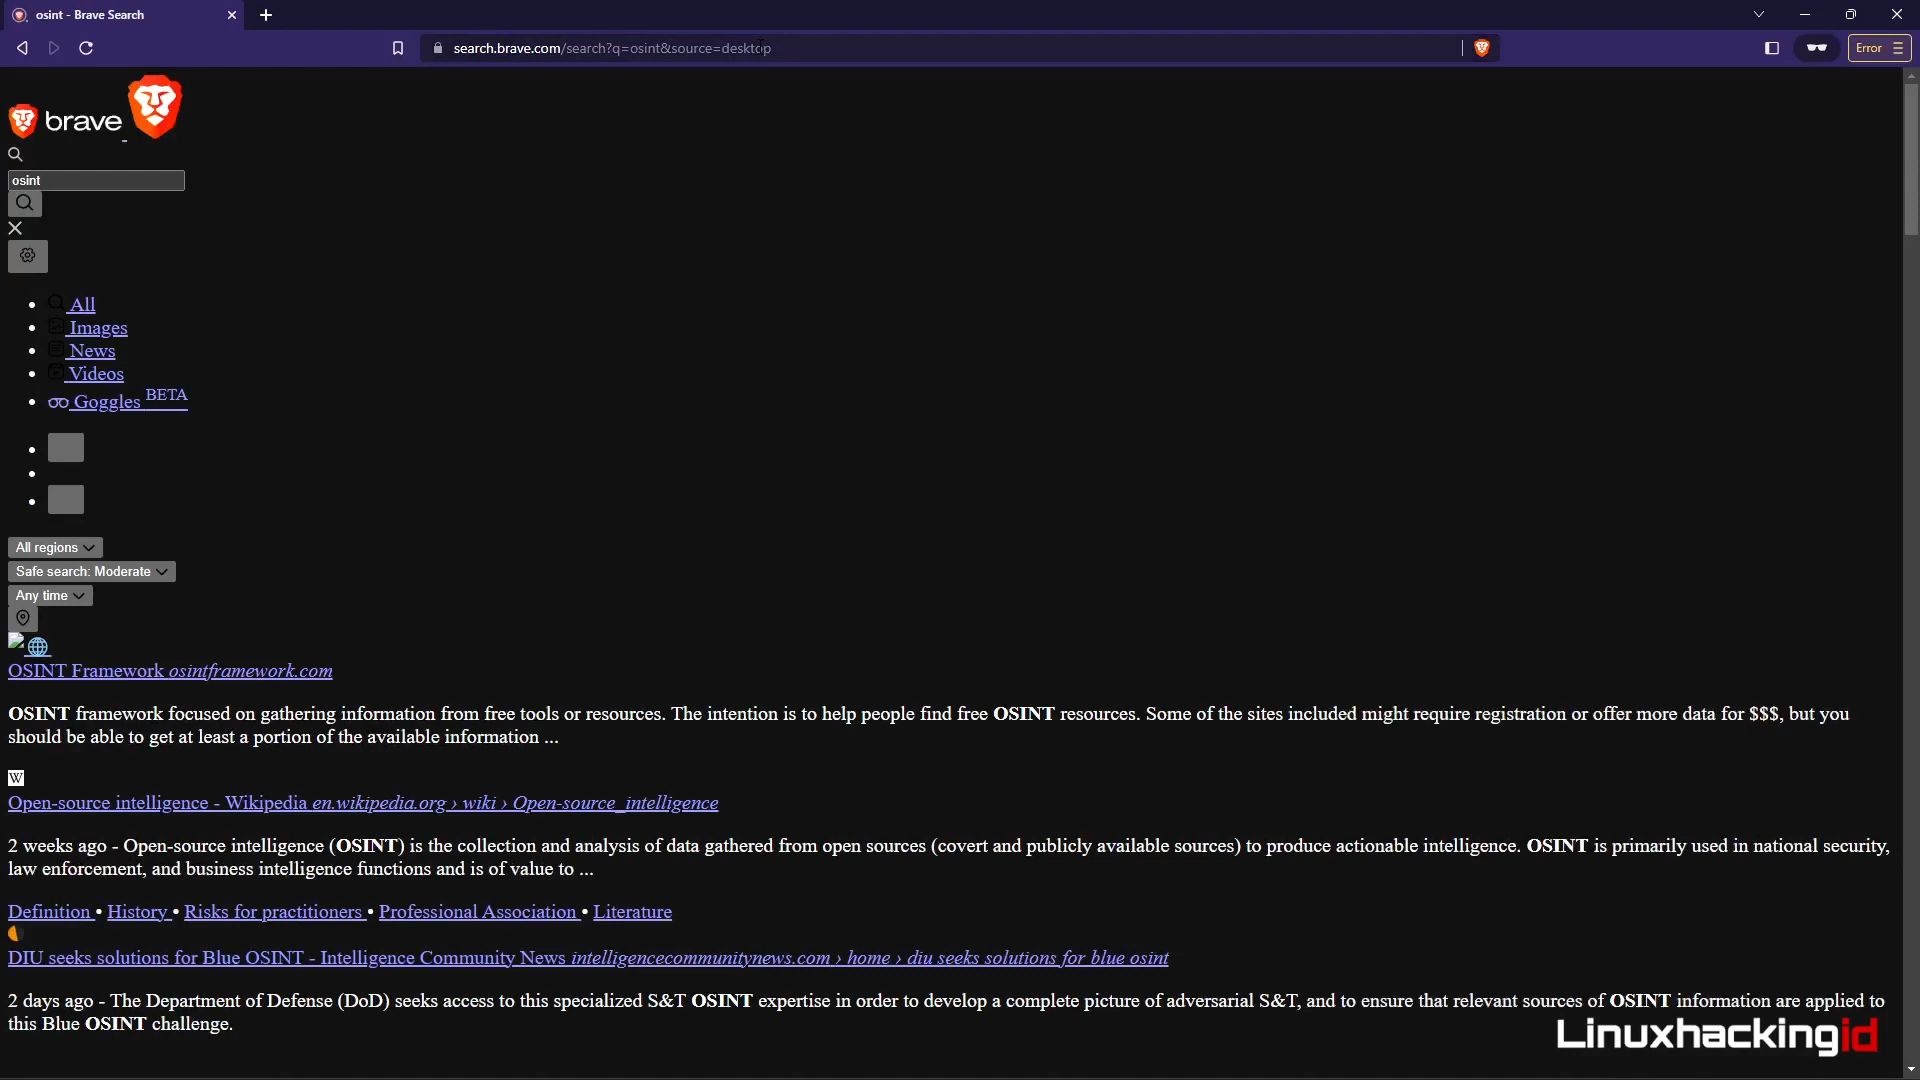 osint - Brave Search
search.brave.com/search?q=osint&source=desktop
Error
brave
osint
All
Images
News
Videos
Goggles BETA
All regions
Safe search: Moderate
Any time
OSINT Framework osintframework.com
OSINT framework focused on gathering information from free tools or resources. The intention is to help people find free OSINT resources. Some of the sites included might require registration or offer more data for $$$, but you
should be able to get at least a portion of the available information ...
W
Open-source intelligence - Wikipedia en.wikipedia.org › wiki › Open-source_intelligence
2 weeks ago - Open-source intelligence (OSINT) is the collection and analysis of data gathered from open sources (covert and publicly available sources) to produce actionable intelligence. OSINT is primarily used in national security,
law enforcement, and business intelligence functions and is of value to ...
Definition • History • Risks for practitioners • Professional Association • Literature
DIU seeks solutions for Blue OSINT - Intelligence Community News intelligencecommunitynews.com › home › diu seeks solutions for blue osint
2 days ago - The Department of Defense (DoD) seeks access to this specialized S&T OSINT expertise in order to develop a complete picture of adversarial S&T, and to ensure that relevant sources of OSINT information are applied to
this Blue OSINT challenge.
Linuxhackingid